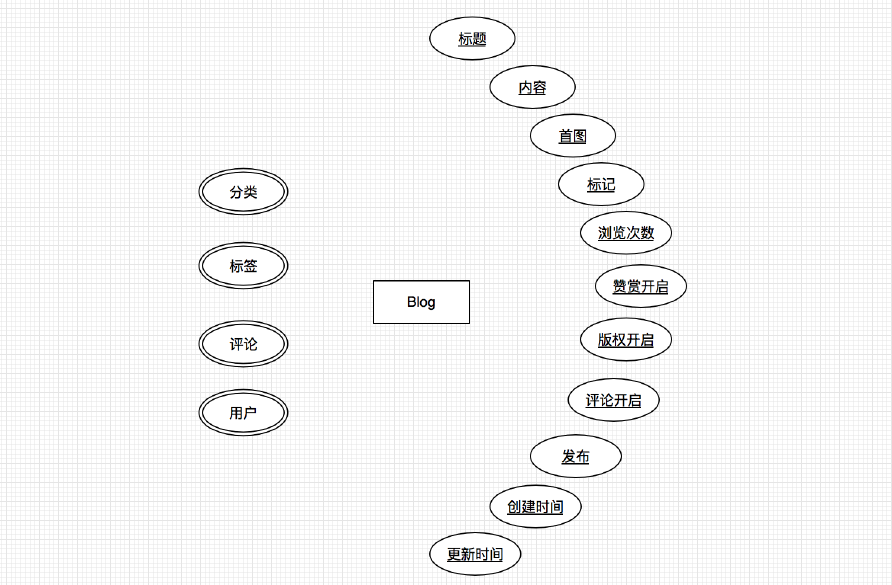 标题
内容
首图
标记
分类
浏览次数
标签
赞赏开启
Blog
版权开启
评论
评论开启
用户
发布
创建时间
更新时间